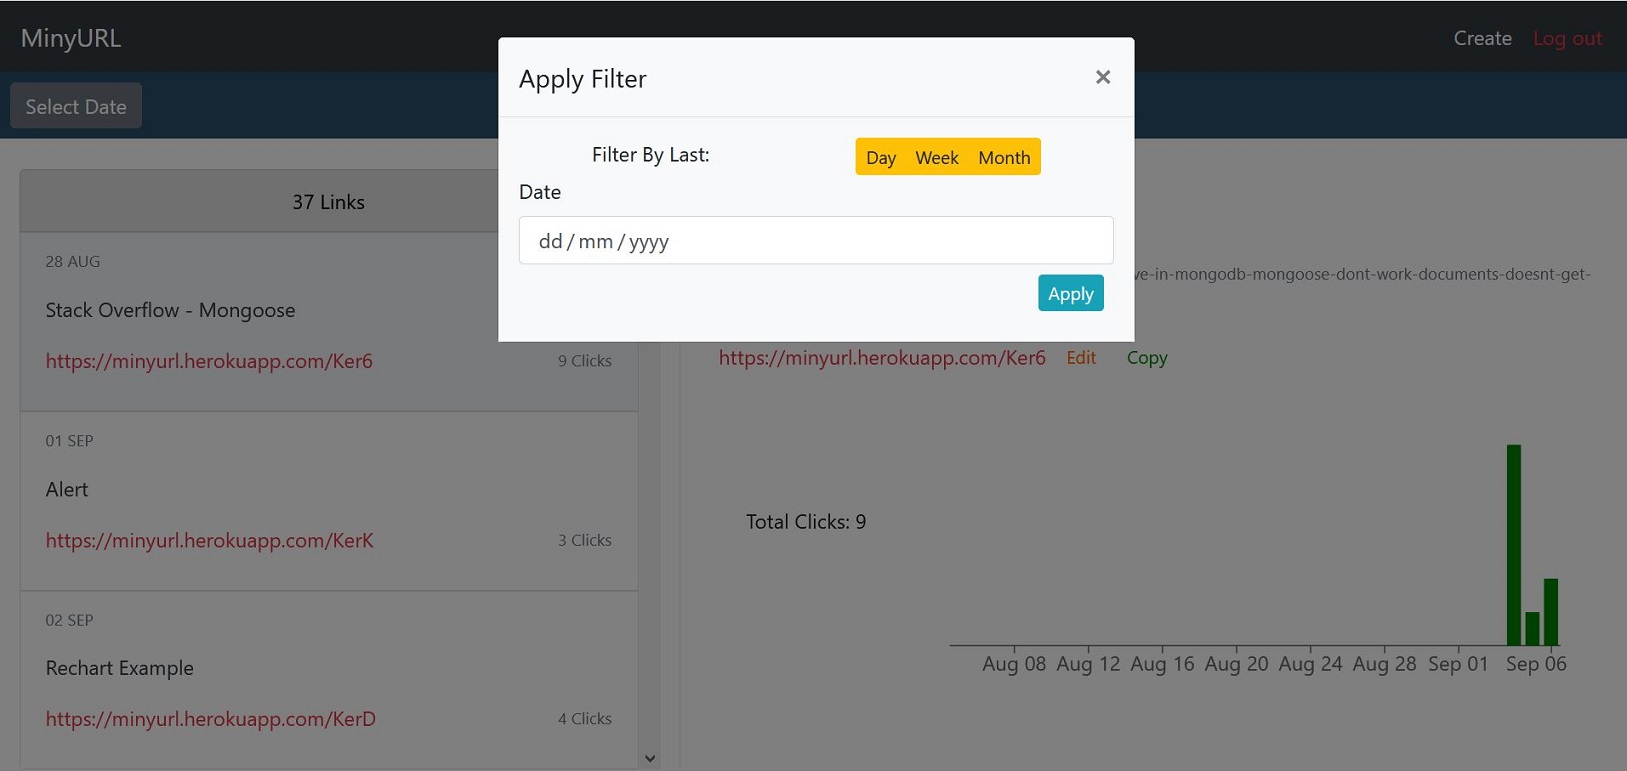 MinyURL
Create Log out
Select Date
Apply Filter ×
Filter By Last:
Day Week Month
Date
dd/mm/yyyy
Apply
37 Links
28 AUG
Stack Overflow - Mongoose
https://minyurl.herokuapp.com/Ker6 9 Clicks
01 SEP
Alert
https://minyurl.herokuapp.com/KerK 3 Clicks
02 SEP
Rechart Example
https://minyurl.herokuapp.com/KerD 4 Clicks
ve-in-mongodb-mongoose-dont-work-documents-doesnt-get-
https://minyurl.herokuapp.com/Ker6 Edit Copy
Total Clicks: 9
Aug 08 Aug 12 Aug 16 Aug 20 Aug 24 Aug 28 Sep 01 Sep 06